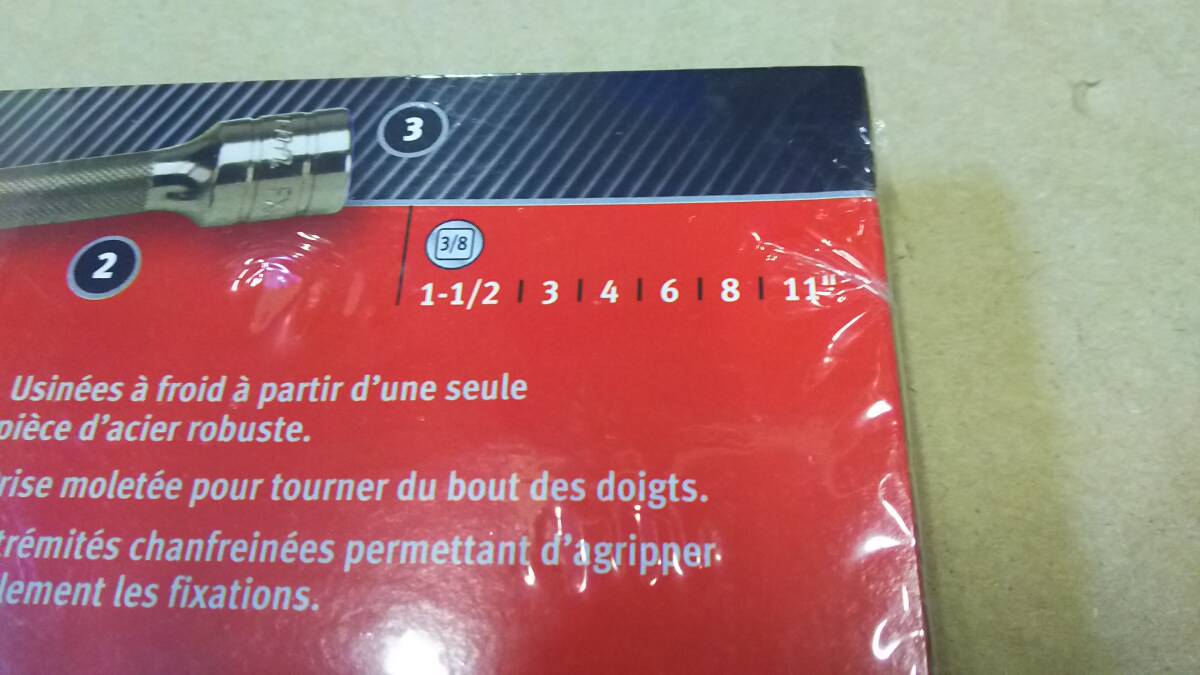 3
2
3/8
1-1/2 | 3 | 4 | 6 | 8 | 11"
Usinées à froid à partir d'une seule
pièce d'acier robuste.
rise moletée pour tourner du bout des doigts.
trémités chanfreinées permettant d'agripper
lement les fixations.